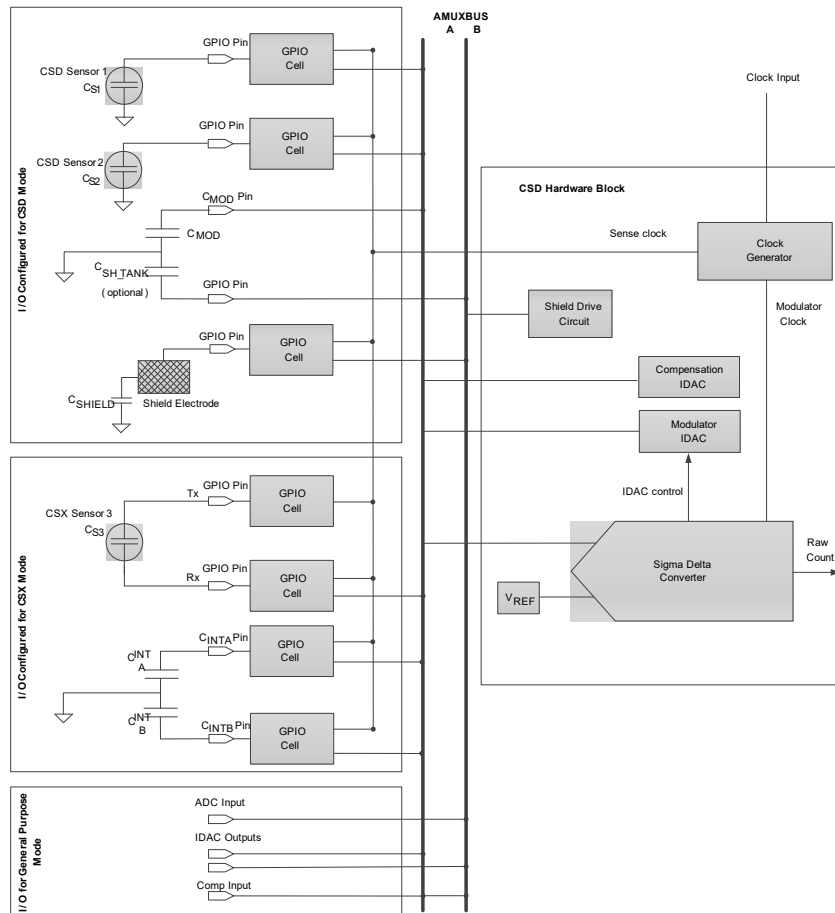 AMUXBUS
A B
I/O Configured for CSD Mode
GPIO Pin
GPIO
Cell
CSD Sensor 1
CS1
GPIO Pin
GPIO
Cell
CSD Sensor 2
CS2
CMOD Pin
CMOD
CSH_TANK
(optional)
GPIO Pin
GPIO Pin
GPIO
Cell
CSHIELD
Shield Electrode
Clock Input
CSD Hardware Block
Sense clock
Clock
Generator
Modulator
Clock
Shield Drive
Circuit
Compensation
IDAC
Modulator
IDAC
IDAC control
Sigma Delta
Converter
Raw
Count
VREF
I/O Configured for CSX Mode
Tx
GPIO Pin
GPIO
Cell
CSX Sensor 3
CS3
Rx
GPIO Pin
GPIO
Cell
CINTA Pin
GPIO
Cell
CINT
A
CINT
B
CINTB Pin
GPIO
Cell
I/O for General Purpose
Mode
ADC Input
IDAC Outputs
Comp Input